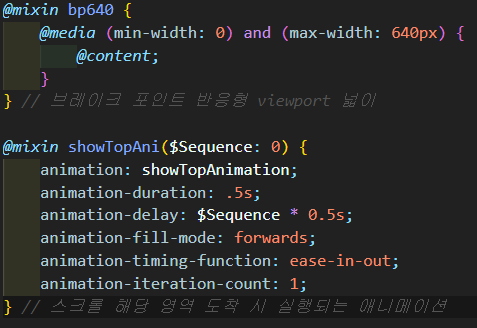 @mixin bp640 {
    @media (min-width: 0) and (max-width: 640px) {
        @content;
    }
} // 브레이크 포인트 반응형 viewport 넓이

@mixin showTopAni($Sequence: 0) {
    animation: showTopAnimation;
    animation-duration: .5s;
    animation-delay: $Sequence * 0.5s;
    animation-fill-mode: forwards;
    animation-timing-function: ease-in-out;
    animation-iteration-count: 1;
} // 스크롤 해당 영역 도착 시 실행되는 애니메이션